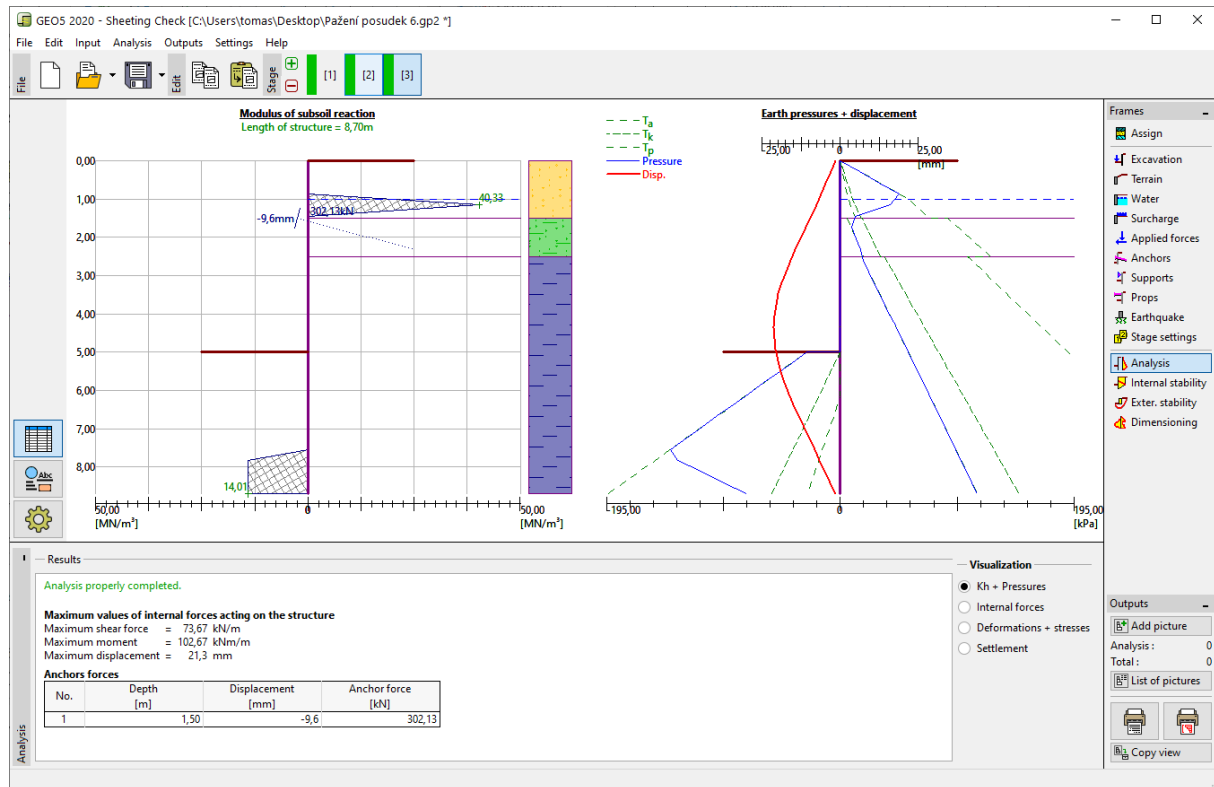 GEO5 2020 - Sheeting Check [C:\Users\tomas\Desktop\Pažení posudek 6.gp2 *]
File Edit Input Analysis Outputs Settings Help
File
Edit
Stage
[1] [2] [3]
Modulus of subsoil reaction
Length of structure = 8,70m
0,00
1,00
2,00
3,00
4,00
5,00
6,00
7,00
8,00
40,33
302,13kN
-9,6mm
14,01
50,00 0 50,00
[MN/m³] [MN/m³]
Ta
Tk
Tp
Pressure
Disp.
Earth pressures + displacement
-25,00 0 25,00
[mm]
-195,00 0 195,00
[kPa]
Frames
Assign
Excavation
Terrain
Water
Surcharge
Applied forces
Anchors
Supports
Props
Earthquake
Stage settings
Analysis
Internal stability
Exter. stability
Dimensioning
Abc
Analysis
Results
Analysis properly completed.
Maximum values of internal forces acting on the structure
Maximum shear force = 73,67 kN/m
Maximum moment = 102,67 kNm/m
Maximum displacement = 21,3 mm
Anchors forces
No. Depth Displacement Anchor force
[m] [mm] [kN]
1 1,50 -9,6 302,13
Visualization
Kh + Pressures
Internal forces
Deformations + stresses
Settlement
Outputs
Add picture
Analysis : 0
Total : 0
List of pictures
Copy view